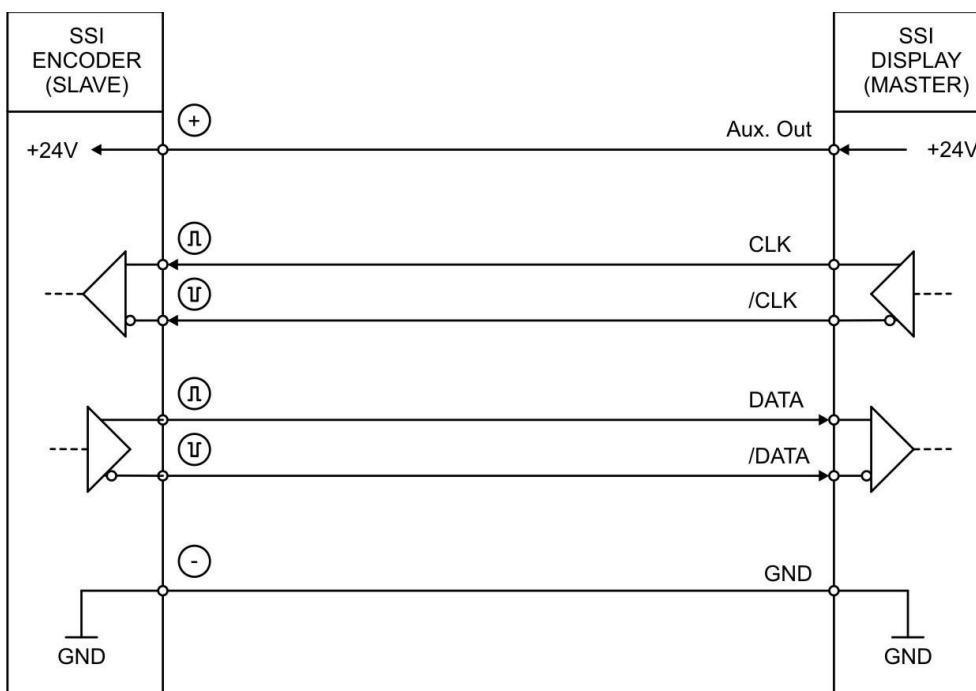 SSI
ENCODER
(SLAVE)
SSI
DISPLAY
(MASTER)
+
Aux. Out
+24V
+24V
CLK
/CLK
DATA
/DATA
-
GND
GND
GND